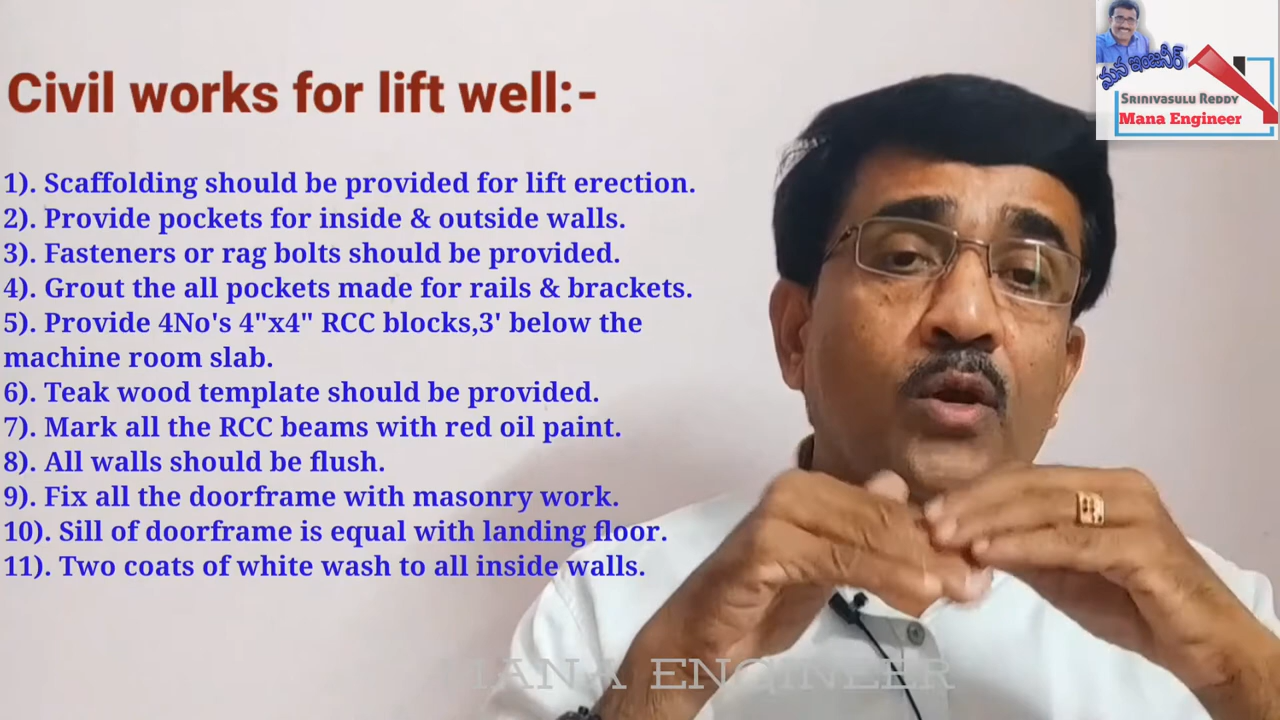 Civil works for lift well:-
1). Scaffolding should be provided for lift erection.
2). Provide pockets for inside & outside walls.
3). Fasteners or rag bolts should be provided.
4). Grout the all pockets made for rails & brackets.
5). Provide 4No's 4"x4" RCC blocks,3' below the
machine room slab.
6). Teak wood template should be provided.
7). Mark all the RCC beams with red oil paint.
8). All walls should be flush.
9). Fix all the doorframe with masonry work.
10). Sill of doorframe is equal with landing floor.
11). Two coats of white wash to all inside walls.
మన ఇంజనీర్
SRINIVASULU REDDY
Mana Engineer
MANA ENGINEER